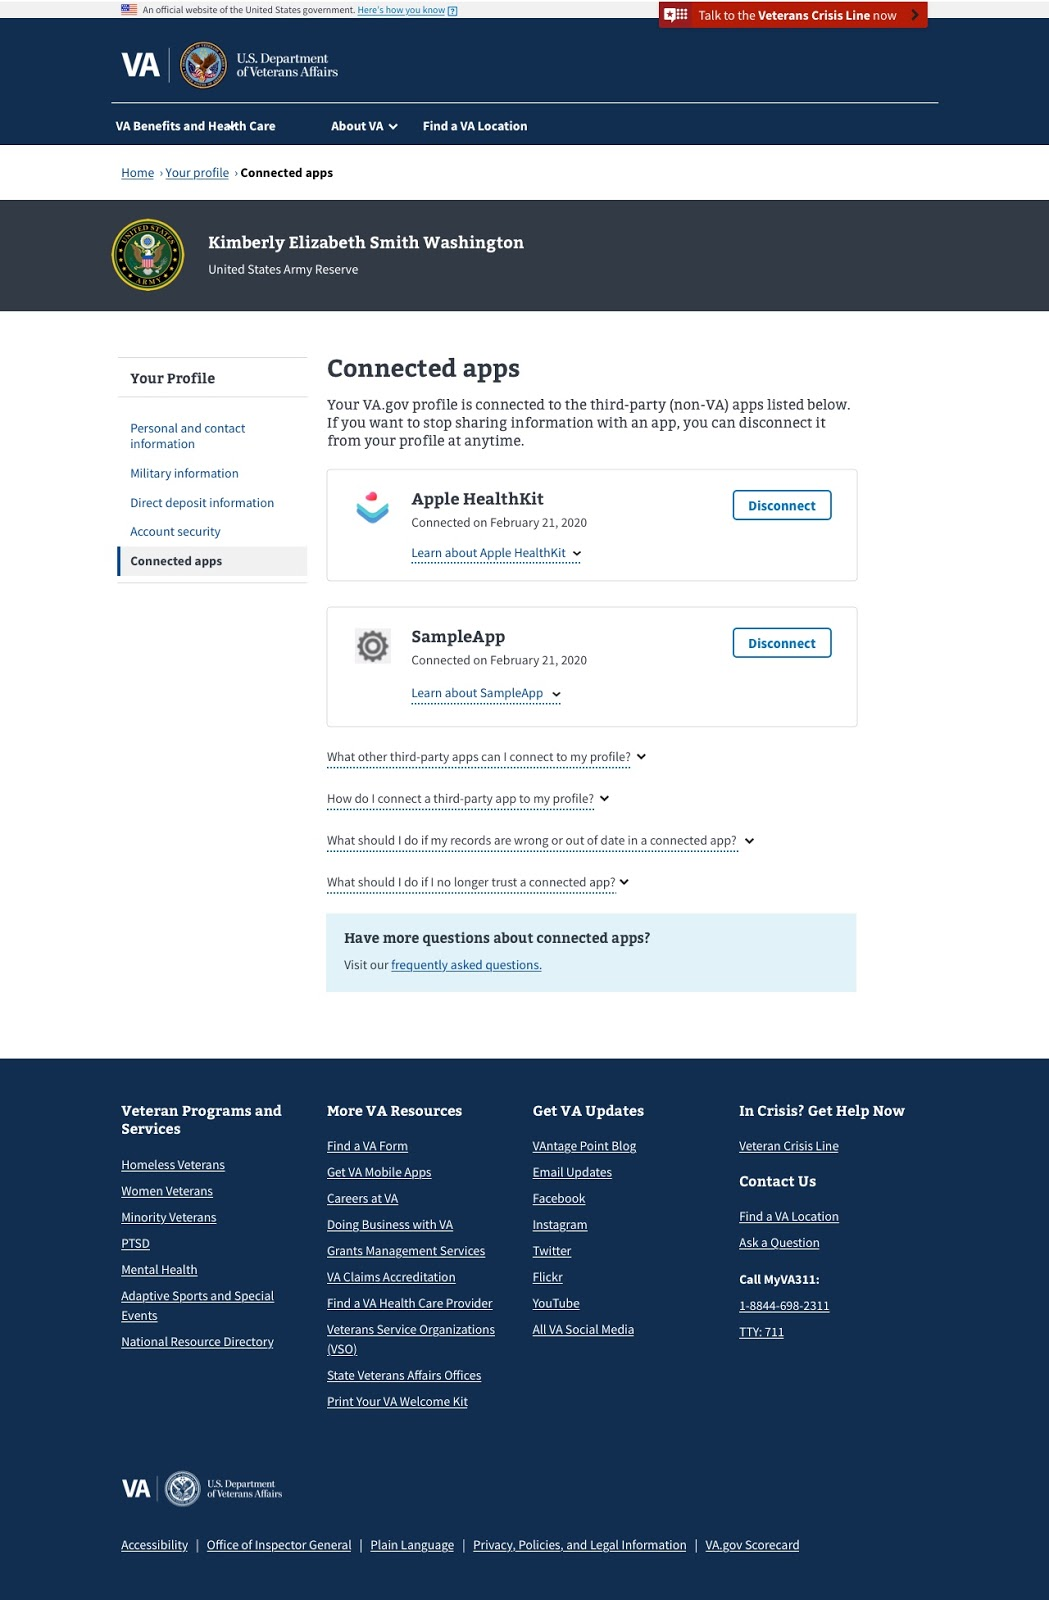 An official website of the United States government. Here's how you know
Talk to the Veterans Crisis Line now
VA
U.S. Department
of Veterans Affairs
VA Benefits and Health Care
About VA
Find a VA Location
Home › Your profile › Connected apps
Kimberly Elizabeth Smith Washington
United States Army Reserve
Your Profile
Personal and contact
information
Military information
Direct deposit information
Account security
Connected apps
Connected apps
Your VA.gov profile is connected to the third-party (non-VA) apps listed below.
If you want to stop sharing information with an app, you can disconnect it
from your profile at anytime.
Apple HealthKit
Connected on February 21, 2020
Learn about Apple HealthKit
Disconnect
SampleApp
Connected on February 21, 2020
Learn about SampleApp
Disconnect
What other third-party apps can I connect to my profile?
How do I connect a third-party app to my profile?
What should I do if my records are wrong or out of date in a connected app?
What should I do if I no longer trust a connected app?
Have more questions about connected apps?
Visit our frequently asked questions.
Veteran Programs and
Services
Homeless Veterans
Women Veterans
Minority Veterans
PTSD
Mental Health
Adaptive Sports and Special
Events
National Resource Directory
More VA Resources
Find a VA Form
Get VA Mobile Apps
Careers at VA
Doing Business with VA
Grants Management Services
VA Claims Accreditation
Find a VA Health Care Provider
Veterans Service Organizations
(VSO)
State Veterans Affairs Offices
Print Your VA Welcome Kit
Get VA Updates
VAntage Point Blog
Email Updates
Facebook
Instagram
Twitter
Flickr
YouTube
All VA Social Media
In Crisis? Get Help Now
Veteran Crisis Line
Contact Us
Find a VA Location
Ask a Question
Call MyVA311:
1-8844-698-2311
TTY: 711
VA
U.S. Department
of Veterans Affairs
Accessibility | Office of Inspector General | Plain Language | Privacy, Policies, and Legal Information | VA.gov Scorecard